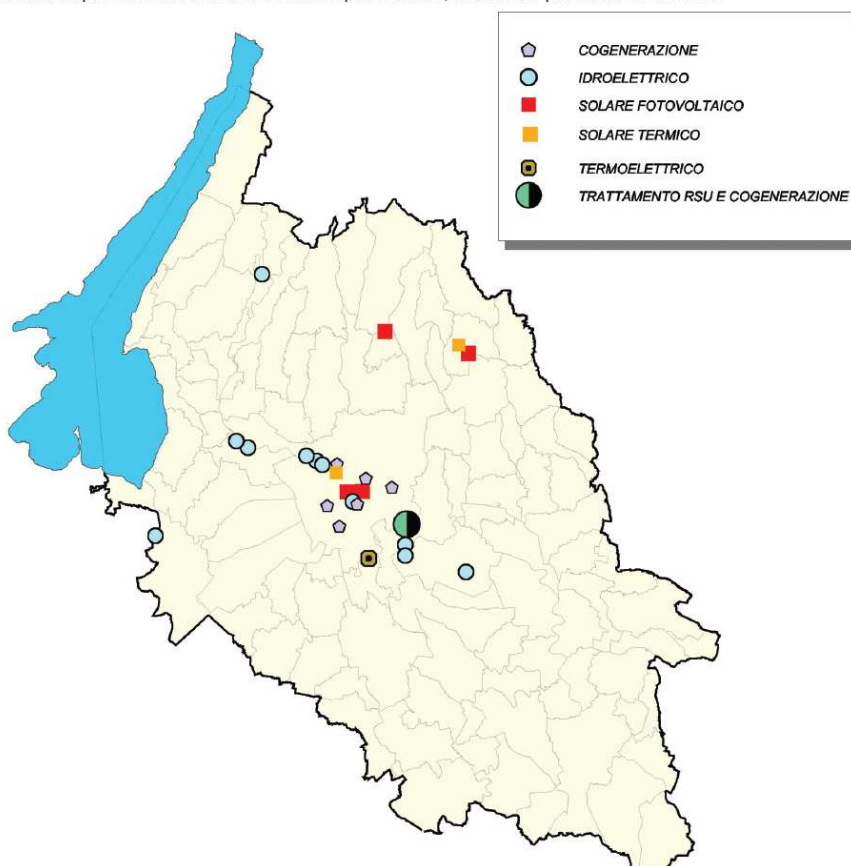 COGENERAZIONE
IDROELETTRICO
SOLARE FOTOVOLTAICO
SOLARE TERMICO
TERMOELETTRICO
TRATTAMENTO RSU E COGENERAZIONE